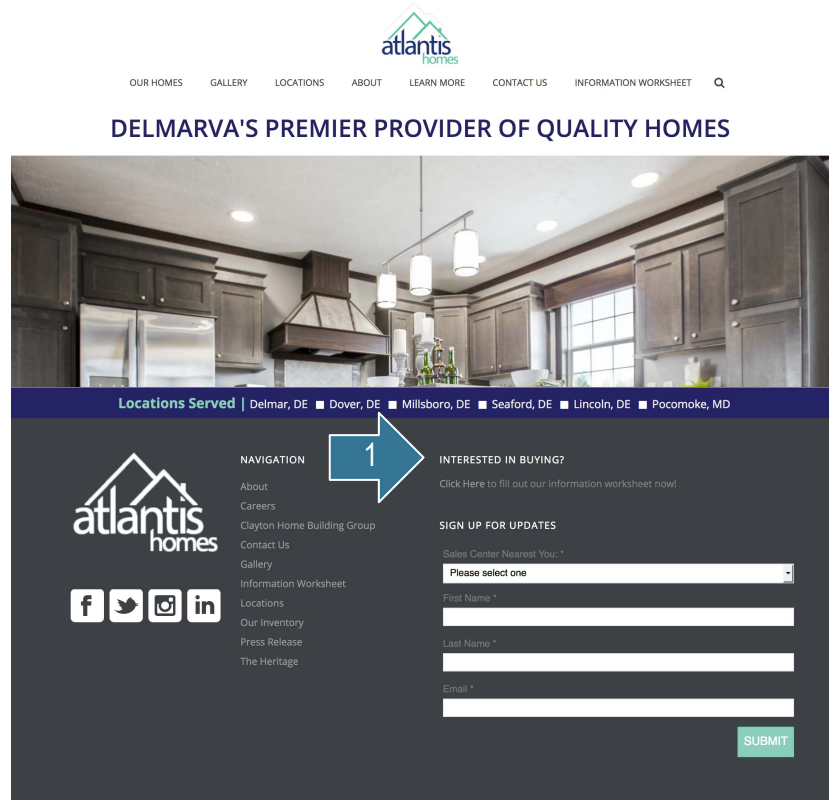 atlantis
homes
OUR HOMES GALLERY LOCATIONS ABOUT LEARN MORE CONTACT US INFORMATION WORKSHEET
DELMARVA'S PREMIER PROVIDER OF QUALITY HOMES
Locations Served | Delmar, DE ■ Dover, DE ■ Millsboro, DE ■ Seaford, DE ■ Lincoln, DE ■ Pocomoke, MD
atlantis
homes
f in
NAVIGATION
About
Careers
Clayton Home Building Group
Contact Us
Gallery
Information Worksheet
Locations
Our Inventory
Press Release
The Heritage
1
INTERESTED IN BUYING?
Click Here to fill out our information worksheet now!
SIGN UP FOR UPDATES
Sales Center Nearest You: *
Please select one
First Name *
Last Name *
Email *
SUBMIT